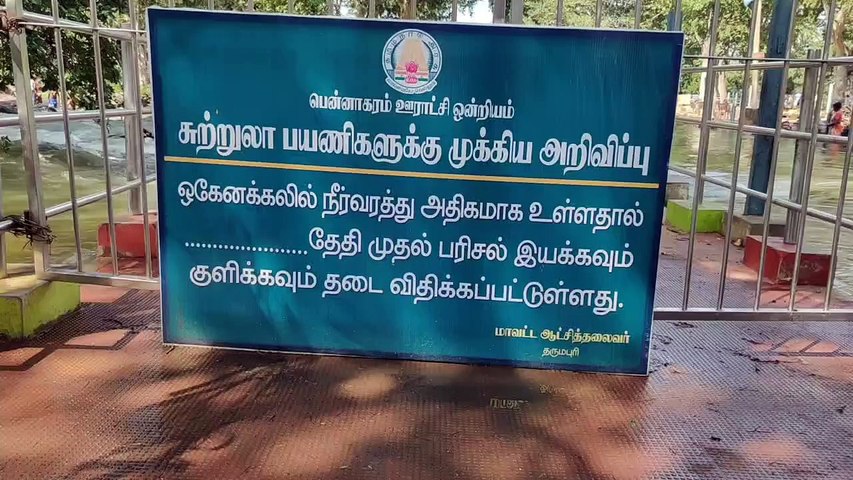 பென்னாகரம் ஊராட்சி ஒன்றியம்
சுற்றுலா பயணிகளுக்கு முக்கிய அறிவிப்பு
ஒகேனக்கலில் நீர்வரத்து அதிகமாக உள்ளதால்
......................தேதி முதல் பரிசல் இயக்கவும்
குளிக்கவும் தடை விதிக்கப்பட்டுள்ளது.
மாவட்ட ஆட்சித்தலைவர்
தருமபுரி